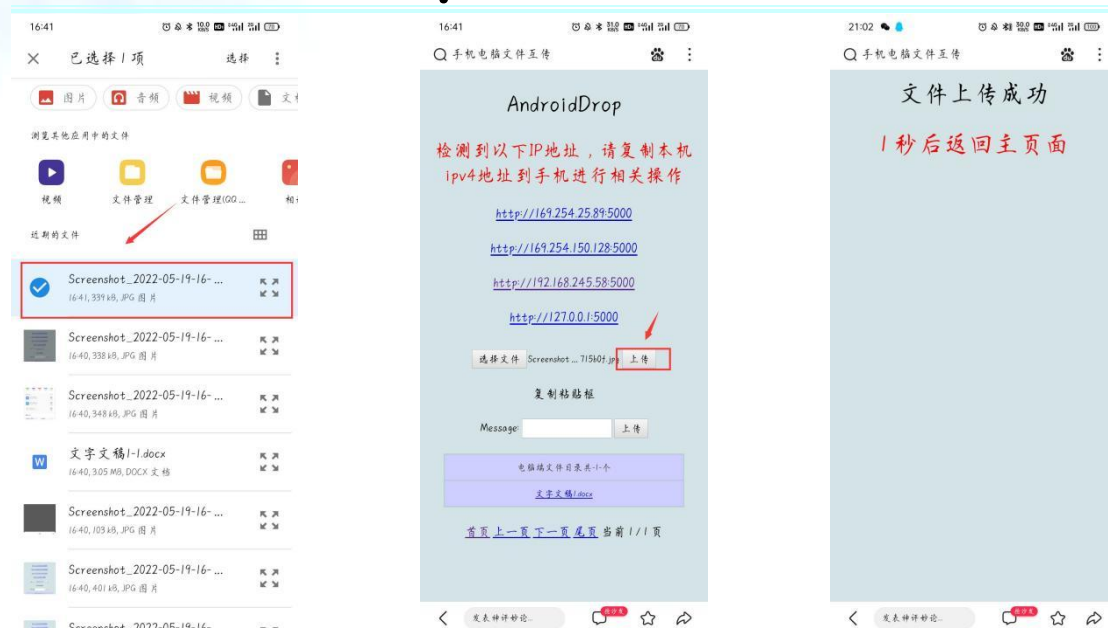 16:41
已选择1项
选择
图片
音频
视频
浏览其他应用中的文件
视频
文件管理
文件管理(QQ...
近期的文件
Screenshot_2022-05-19-16-...
16:41, 339 kB, JPG 图片
Screenshot_2022-05-19-16-...
16:40, 338 kB, JPG 图片
Screenshot_2022-05-19-16-...
16:40, 348 kB, JPG 图片
文字文稿1-1.docx
16:40, 3.05 MB, DOCX 文档
Screenshot_2022-05-19-16-...
16:40, 103 kB, JPG 图片
Screenshot_2022-05-19-16-...
16:40, 401 kB, JPG 图片
Screenshot_2022-05-19-16-
16:41
手机电脑文件互传
AndroidDrop
检测到以下IP地址，请复制本机
ipv4地址到手机进行相关操作
http://169.254.25.89:5000
http://169.254.150.128:5000
http://192.168.245.58:5000
http://127.0.0.1:5000
选择文件 Screenshot ... 715b0f.jpg 上传
复制粘贴框
Message: 上传
电脑端文件目录共-1-个
文字文稿1.docx
首页 上一页 下一页 尾页 当前 1/1 页
发表神评妙论...
抢沙发
21:02
手机电脑文件互传
文件上传成功
1秒后返回主页面
发表神评妙论...
抢沙发